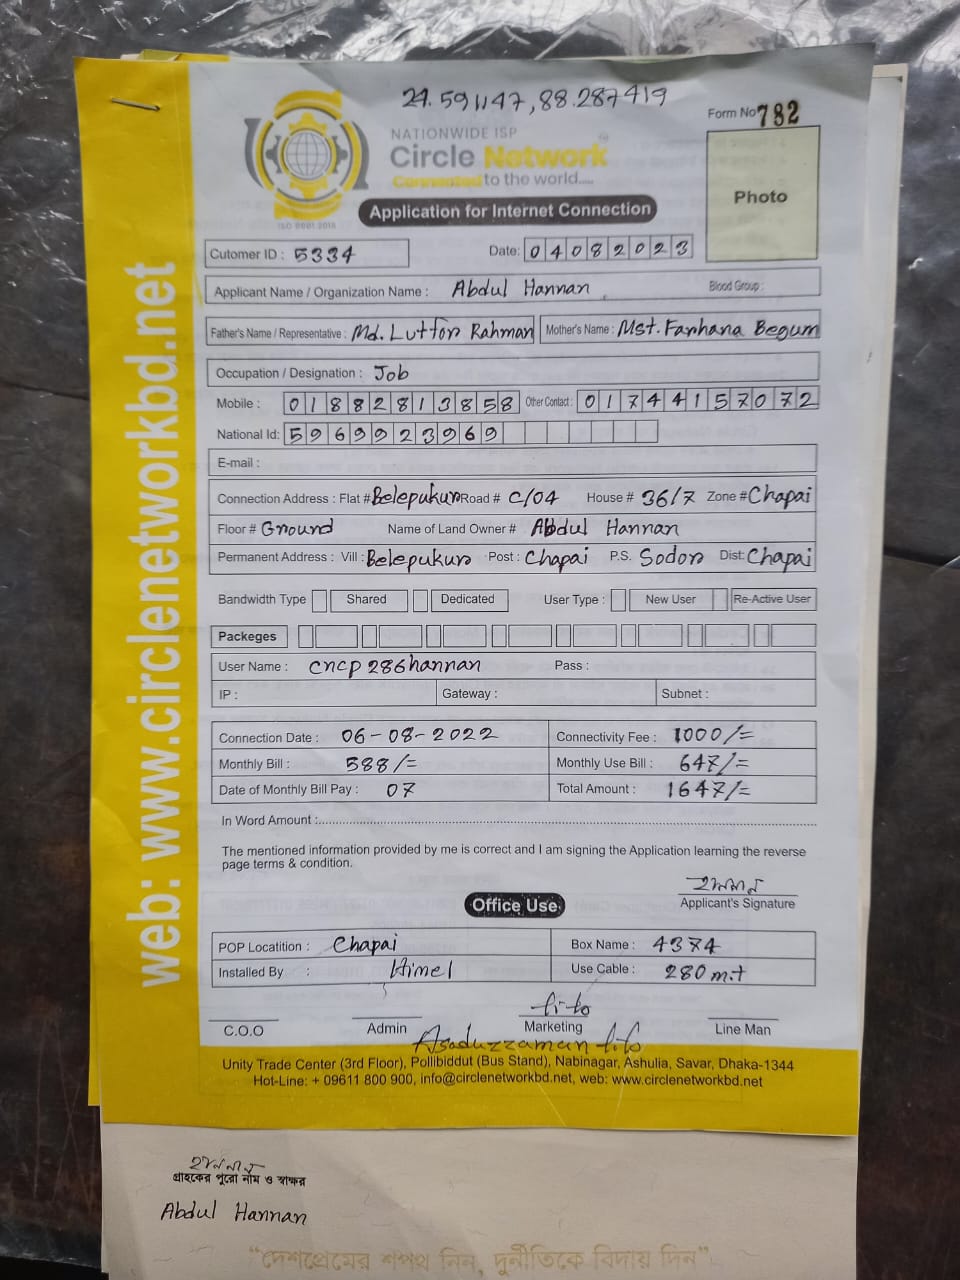 24.591147,88.287419
Form No 782
NATIONWIDE ISP
Circle Network
Connected to the world.....
ISO 9001:2015
Photo
Application for Internet Connection
Cutomer ID : 5334
Date: 04082023
Applicant Name / Organization Name : Abdul Hannan
Blood Group :
Father's Name / Representative : Md. Lutfor Rahman
Mother's Name : Mst. Farhana Begum
Occupation / Designation : Job
Mobile : 01882813858
Other Contact : 01744157072
National Id: 5969923969
E-mail :
Connection Address : Flat # Belepukur Road # C/04 House # 36/7 Zone # Chapai
Floor # Ground Name of Land Owner # Abdul Hannan
Permanent Address : Vill : Belepukur Post : Chapai P.S. Sodor Dist: Chapai
Bandwidth Type Shared Dedicated User Type : New User Re-Active User
Packeges
User Name : cncp286hannan Pass :
IP : Gateway : Subnet :
Connection Date : 06-08-2022 Connectivity Fee : 1000/=
Monthly Bill : 588/= Monthly Use Bill : 647/=
Date of Monthly Bill Pay : 07 Total Amount : 1647/=
In Word Amount :
The mentioned information provided by me is correct and I am signing the Application learning the reverse
page terms & condition.
হান্নান
Applicant's Signature
Office Use
POP Locatition : Chapai Box Name : 4374
Installed By : Himel Use Cable : 280 m.t
tito
C.O.O Admin Marketing Line Man
Asaduzzaman tito
Unity Trade Center (3rd Floor), Pollibiddut (Bus Stand), Nabinagar, Ashulia, Savar, Dhaka-1344
Hot-Line: + 09611 800 900, info@circlenetworkbd.net, web: www.circlenetworkbd.net
web: www.circlenetworkbd.net
হান্নান
গ্রাহকের পুরো নাম ও স্বাক্ষর
Abdul Hannan
“দেশপ্রেমের শপথ নিন, দুর্নীতিকে বিদায় দিন”